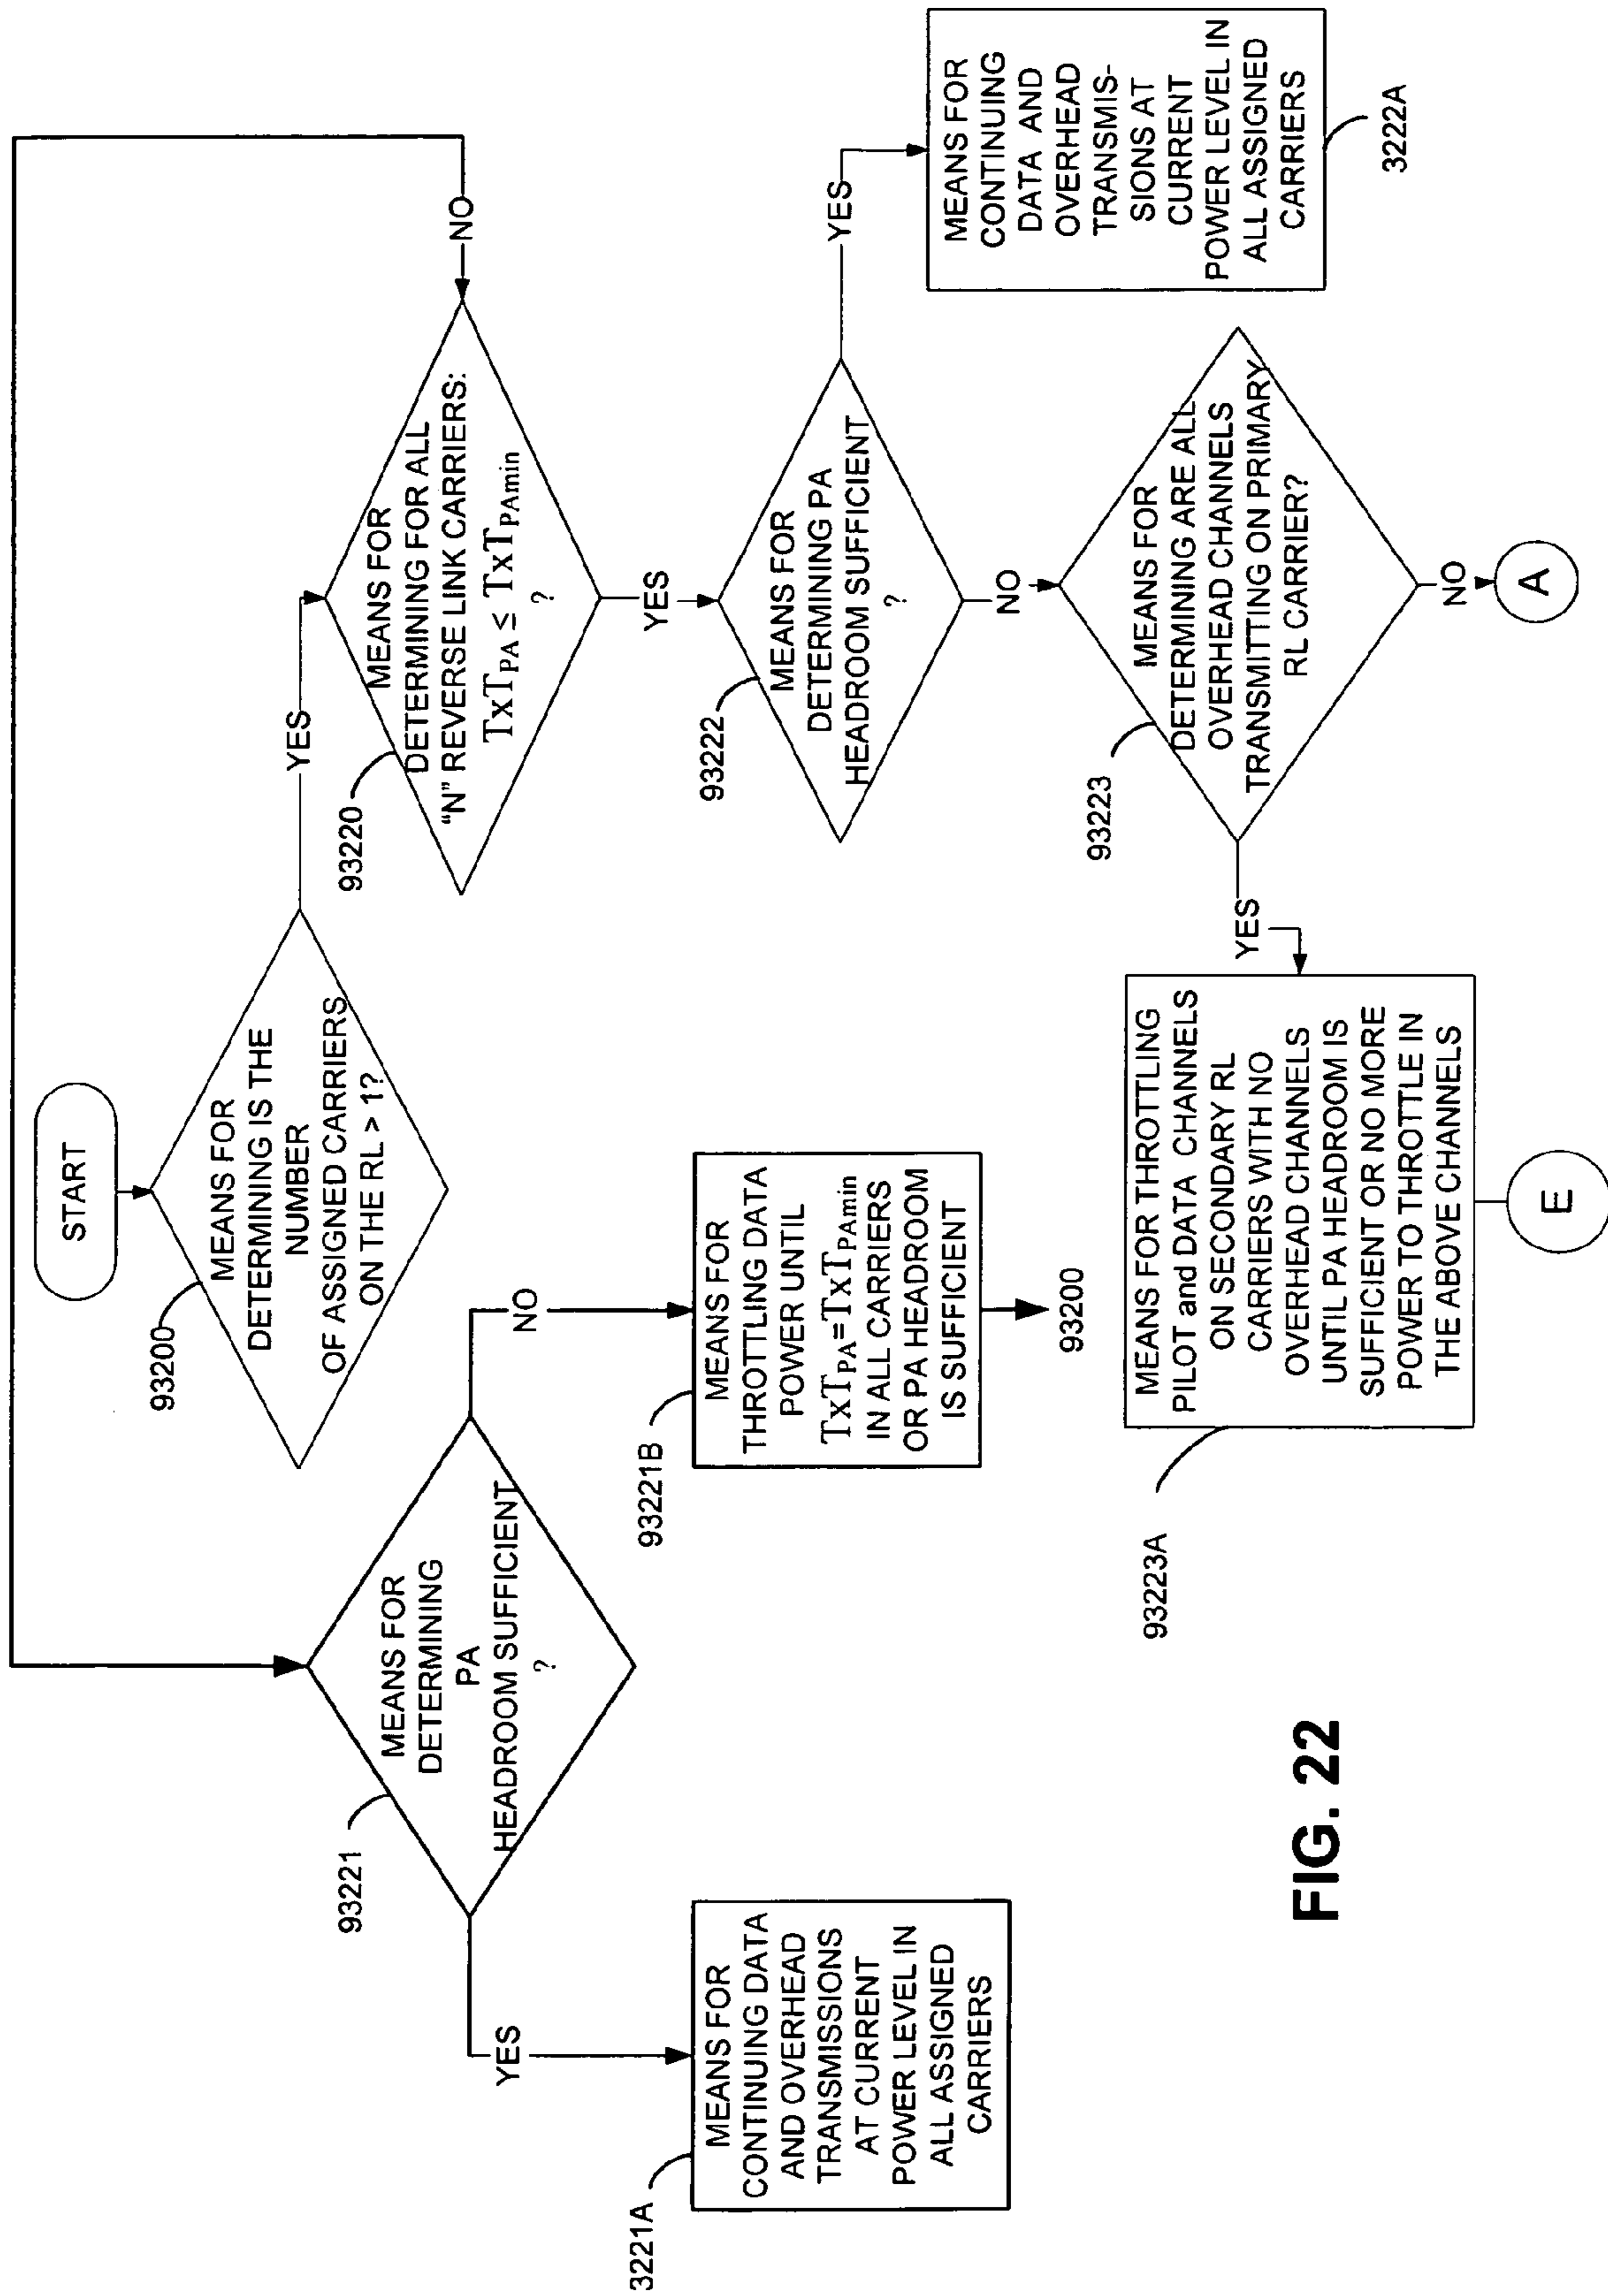 START
93200
MEANS FOR
DETERMINING IS THE
NUMBER
OF ASSIGNED CARRIERS
ON THE RL > 1?
YES
93220
MEANS FOR
DETERMINING FOR ALL
"N" REVERSE LINK CARRIERS:
TxTPA ≤ TxTPAmin
?
NO
YES
93221
MEANS FOR
DETERMINING
PA
HEADROOM SUFFICIENT
?
YES
NO
3221A
MEANS FOR
CONTINUING DATA
AND OVERHEAD
TRANSMISSIONS
AT CURRENT
POWER LEVEL IN
ALL ASSIGNED
CARRIERS
93221B
MEANS FOR
THROTTLING DATA
POWER UNTIL
TxTPA=TxTPAmin
IN ALL CARRIERS
OR PA HEADROOM
IS SUFFICIENT
93200
93222
MEANS FOR
DETERMINING PA
HEADROOM SUFFICIENT
?
YES
NO
MEANS FOR
CONTINUING
DATA AND
OVERHEAD
TRANSMIS-
SIONS AT
CURRENT
POWER LEVEL IN
ALL ASSIGNED
CARRIERS
3222A
93223
MEANS FOR
DETERMINING ARE ALL
OVERHEAD CHANNELS
TRANSMITTING ON PRIMARY
RL CARRIER?
YES
NO
A
93223A
MEANS FOR THROTTLING
PILOT and DATA CHANNELS
ON SECONDARY RL
CARRIERS WITH NO
OVERHEAD CHANNELS
UNTIL PA HEADROOM IS
SUFFICIENT OR NO MORE
POWER TO THROTTLE IN
THE ABOVE CHANNELS
E
FIG. 22